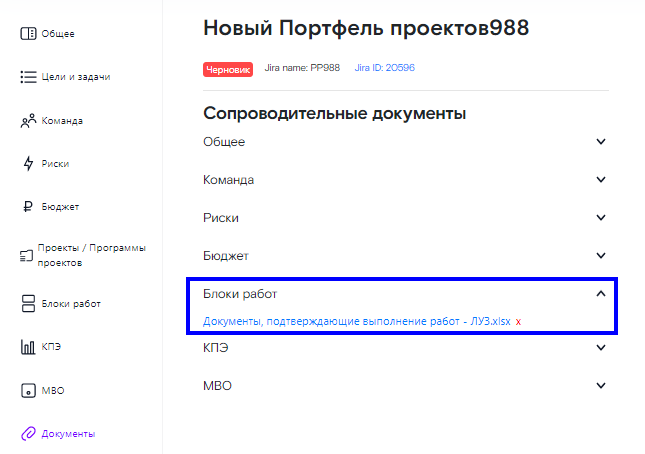 Общее
Цели и задачи
Команда
Риски
Бюджет
Проекты / Программы
проектов
Блоки работ
КПЭ
МВО
Документы
Новый Портфель проектов988
Черновик Jira name: PP988 Jira ID: 20596
Сопроводительные документы
Общее
Команда
Риски
Бюджет
Блоки работ
Документы, подтверждающие выполнение работ - ЛУЗ.xlsx x
КПЭ
МВО